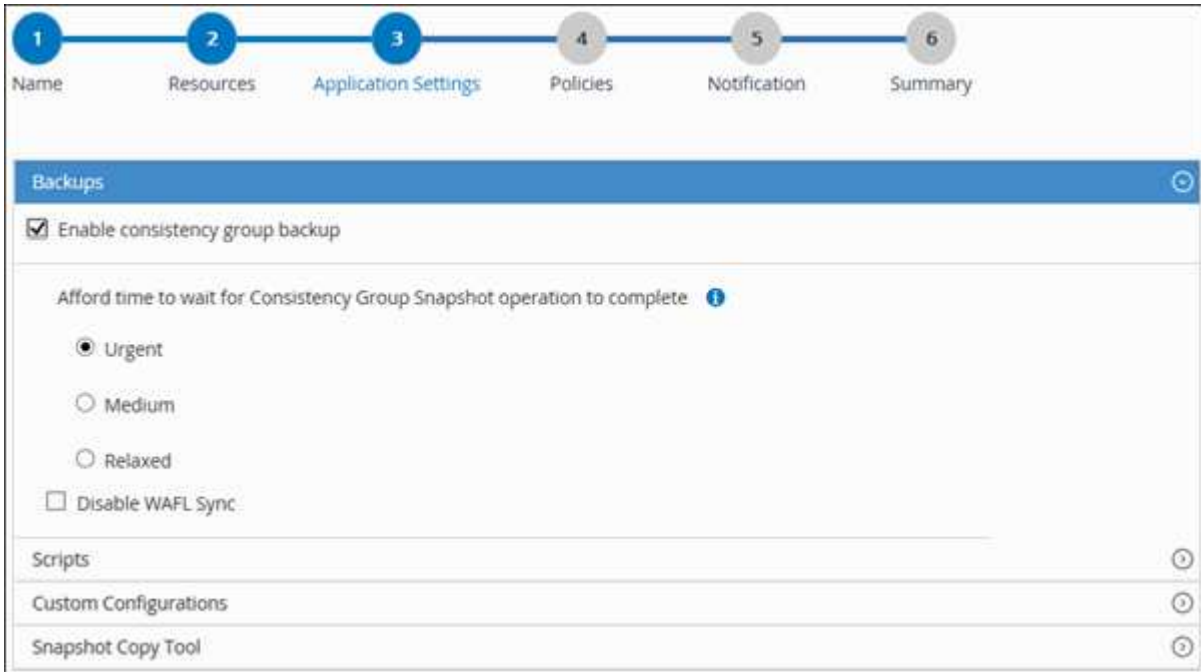 1 2 3 4 5 6
Name Resources Application Settings Policies Notification Summary
Backups
Enable consistency group backup
Afford time to wait for Consistency Group Snapshot operation to complete
Urgent
Medium
Relaxed
Disable WAFL Sync
Scripts
Custom Configurations
Snapshot Copy Tool